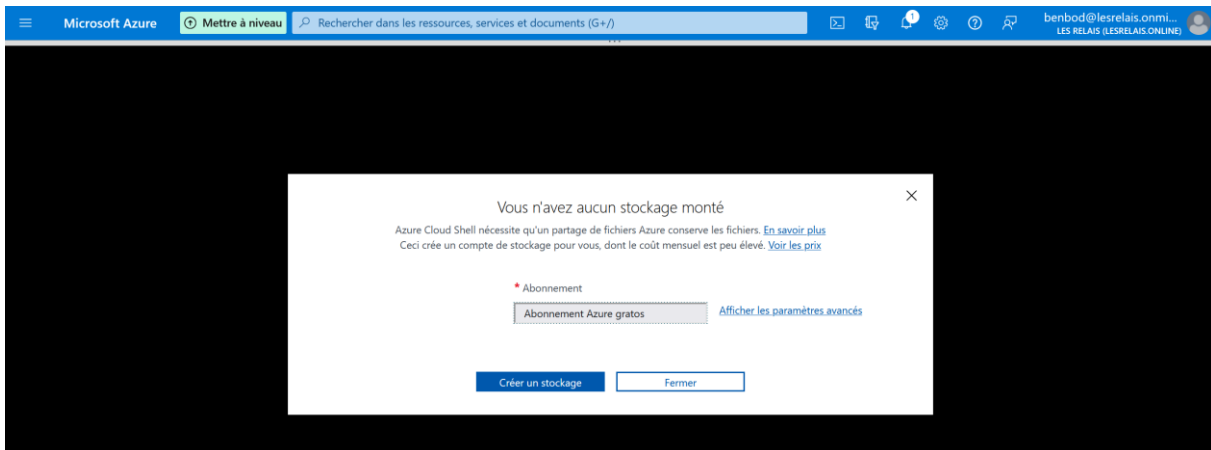 Microsoft Azure
Mettre à niveau
Rechercher dans les ressources, services et documents (G+/)
1
benbod@lesrelais.onmi...
LES RELAIS (LESRELAIS.ONLINE)
Vous n'avez aucun stockage monté
Azure Cloud Shell nécessite qu'un partage de fichiers Azure conserve les fichiers. En savoir plus
Ceci crée un compte de stockage pour vous, dont le coût mensuel est peu élevé. Voir les prix
* Abonnement
Abonnement Azure gratos
Afficher les paramètres avancés
Créer un stockage
Fermer